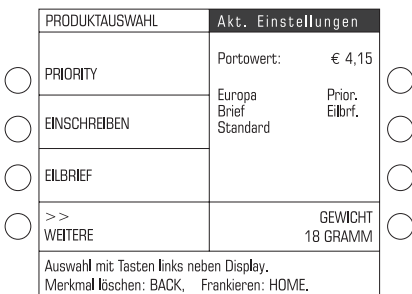 PRODUKTAUSWAHL
Akt. Einstellungen
Portowert: € 4,15
PRIORITY
Europa Prior.
Brief Eilbrf.
Standard
EINSCHREIBEN
EILBRIEF
>>
WEITERE
GEWICHT
18 GRAMM
Auswahl mit Tasten links neben Display.
Merkmal löschen: BACK, Frankieren: HOME.